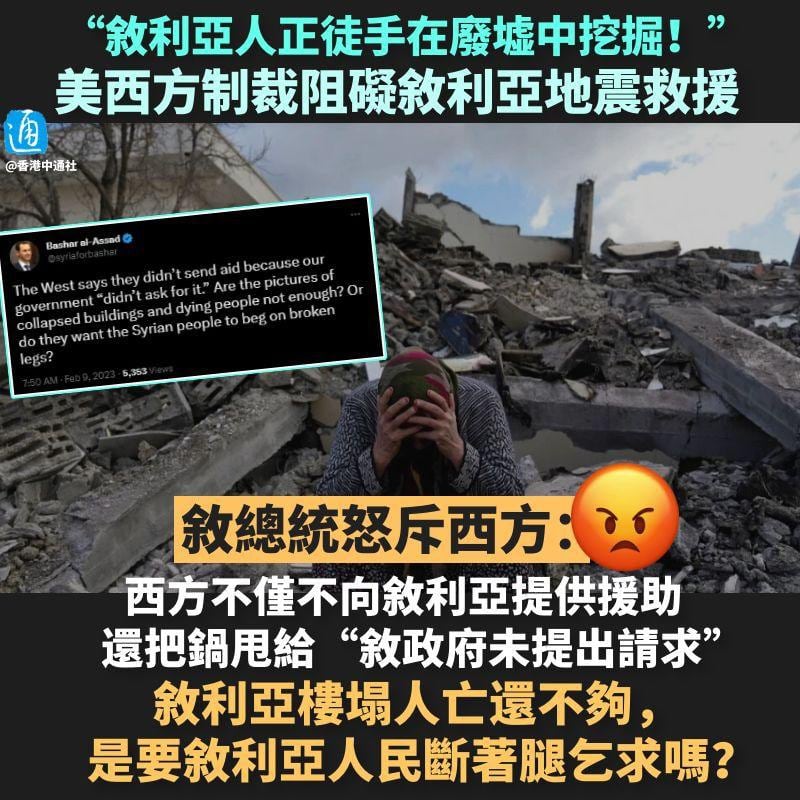 “敘利亞人正徒手在廢墟中挖掘！”
美西方制裁阻礙敘利亞地震救援
通
@香港中通社
Bashar al-Assad
@syriaforbashar
The West says they didn't send aid because our
government “didn't ask for it.” Are the pictures of
collapsed buildings and dying people not enough? Or
do they want the Syrian people to beg on broken
legs?
7:50 AM · Feb 9, 2023 · 5,353 Views
敘總統怒斥西方：
西方不僅不向敘利亞提供援助
還把鍋甩給“敘政府未提出請求”
敘利亞樓塌人亡還不夠，
是要敘利亞人民斷著腿乞求嗎？